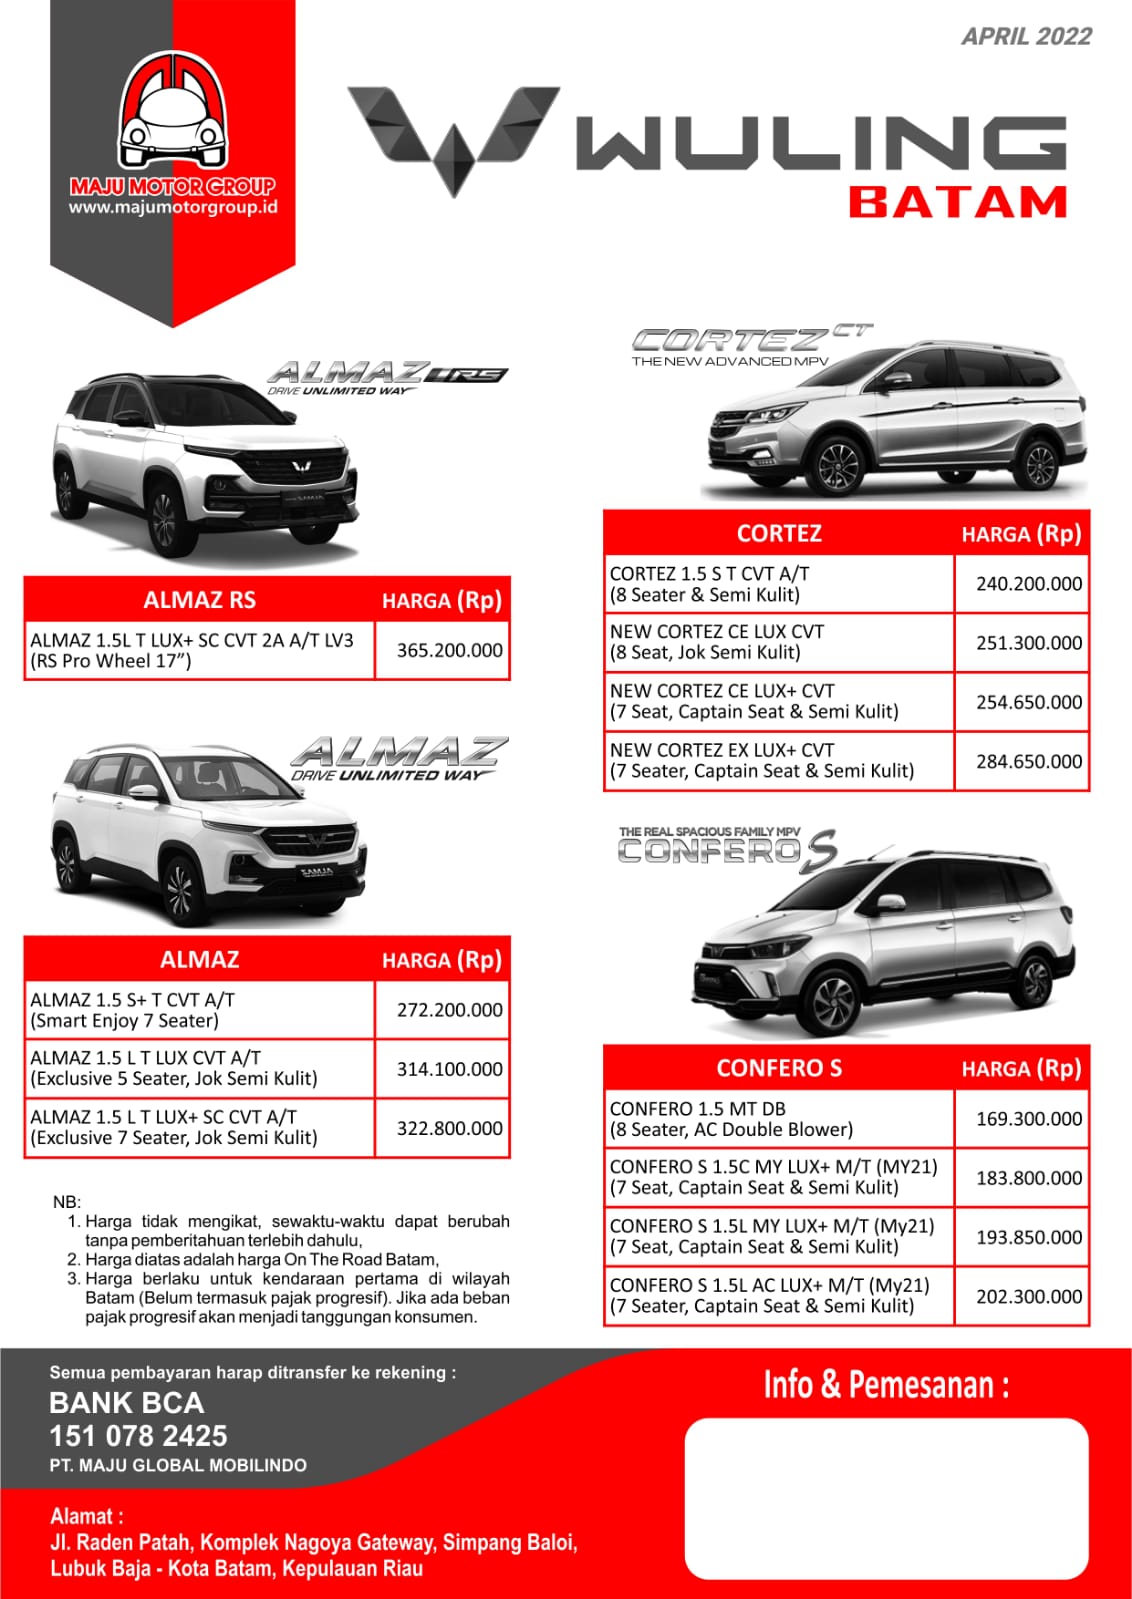 APRIL 2022
MAJU MOTOR GROUP
www.majumotorgroup.id
WULING
BATAM
ALMAZ RS
DRIVE UNLIMITED WAY
ALMAZ RS HARGA (Rp)
ALMAZ 1.5L T LUX+ SC CVT 2A A/T LV3
(RS Pro Wheel 17”)
365.200.000
ALMAZ
DRIVE UNLIMITED WAY
ALMAZ HARGA (Rp)
ALMAZ 1.5 S+ T CVT A/T
(Smart Enjoy 7 Seater)
272.200.000
ALMAZ 1.5 L T LUX CVT A/T
(Exclusive 5 Seater, Jok Semi Kulit)
314.100.000
ALMAZ 1.5 L T LUX+ SC CVT A/T
(Exclusive 7 Seater, Jok Semi Kulit)
322.800.000
NB:
1. Harga tidak mengikat, sewaktu-waktu dapat berubah
tanpa pemberitahuan terlebih dahulu,
2. Harga diatas adalah harga On The Road Batam,
3. Harga berlaku untuk kendaraan pertama di wilayah
Batam (Belum termasuk pajak progresif). Jika ada beban
pajak progresif akan menjadi tanggungan konsumen.
CORTEZ CT
THE NEW ADVANCED MPV
CORTEZ HARGA (Rp)
CORTEZ 1.5 S T CVT A/T
(8 Seater & Semi Kulit)
240.200.000
NEW CORTEZ CE LUX CVT
(8 Seat, Jok Semi Kulit)
251.300.000
NEW CORTEZ CE LUX+ CVT
(7 Seat, Captain Seat & Semi Kulit)
254.650.000
NEW CORTEZ EX LUX+ CVT
(7 Seater, Captain Seat & Semi Kulit)
284.650.000
THE REAL SPACIOUS FAMILY MPV
CONFERO S
CONFERO S HARGA (Rp)
CONFERO 1.5 MT DB
(8 Seater, AC Double Blower)
169.300.000
CONFERO S 1.5C MY LUX+ M/T (MY21)
(7 Seat, Captain Seat & Semi Kulit)
183.800.000
CONFERO S 1.5L MY LUX+ M/T (My21)
(7 Seat, Captain Seat & Semi Kulit)
193.850.000
CONFERO S 1.5L AC LUX+ M/T (My21)
(7 Seater, Captain Seat & Semi Kulit)
202.300.000
Semua pembayaran harap ditransfer ke rekening :
BANK BCA
151 078 2425
PT. MAJU GLOBAL MOBILINDO
Alamat :
Jl. Raden Patah, Komplek Nagoya Gateway, Simpang Baloi,
Lubuk Baja - Kota Batam, Kepulauan Riau
Info & Pemesanan :